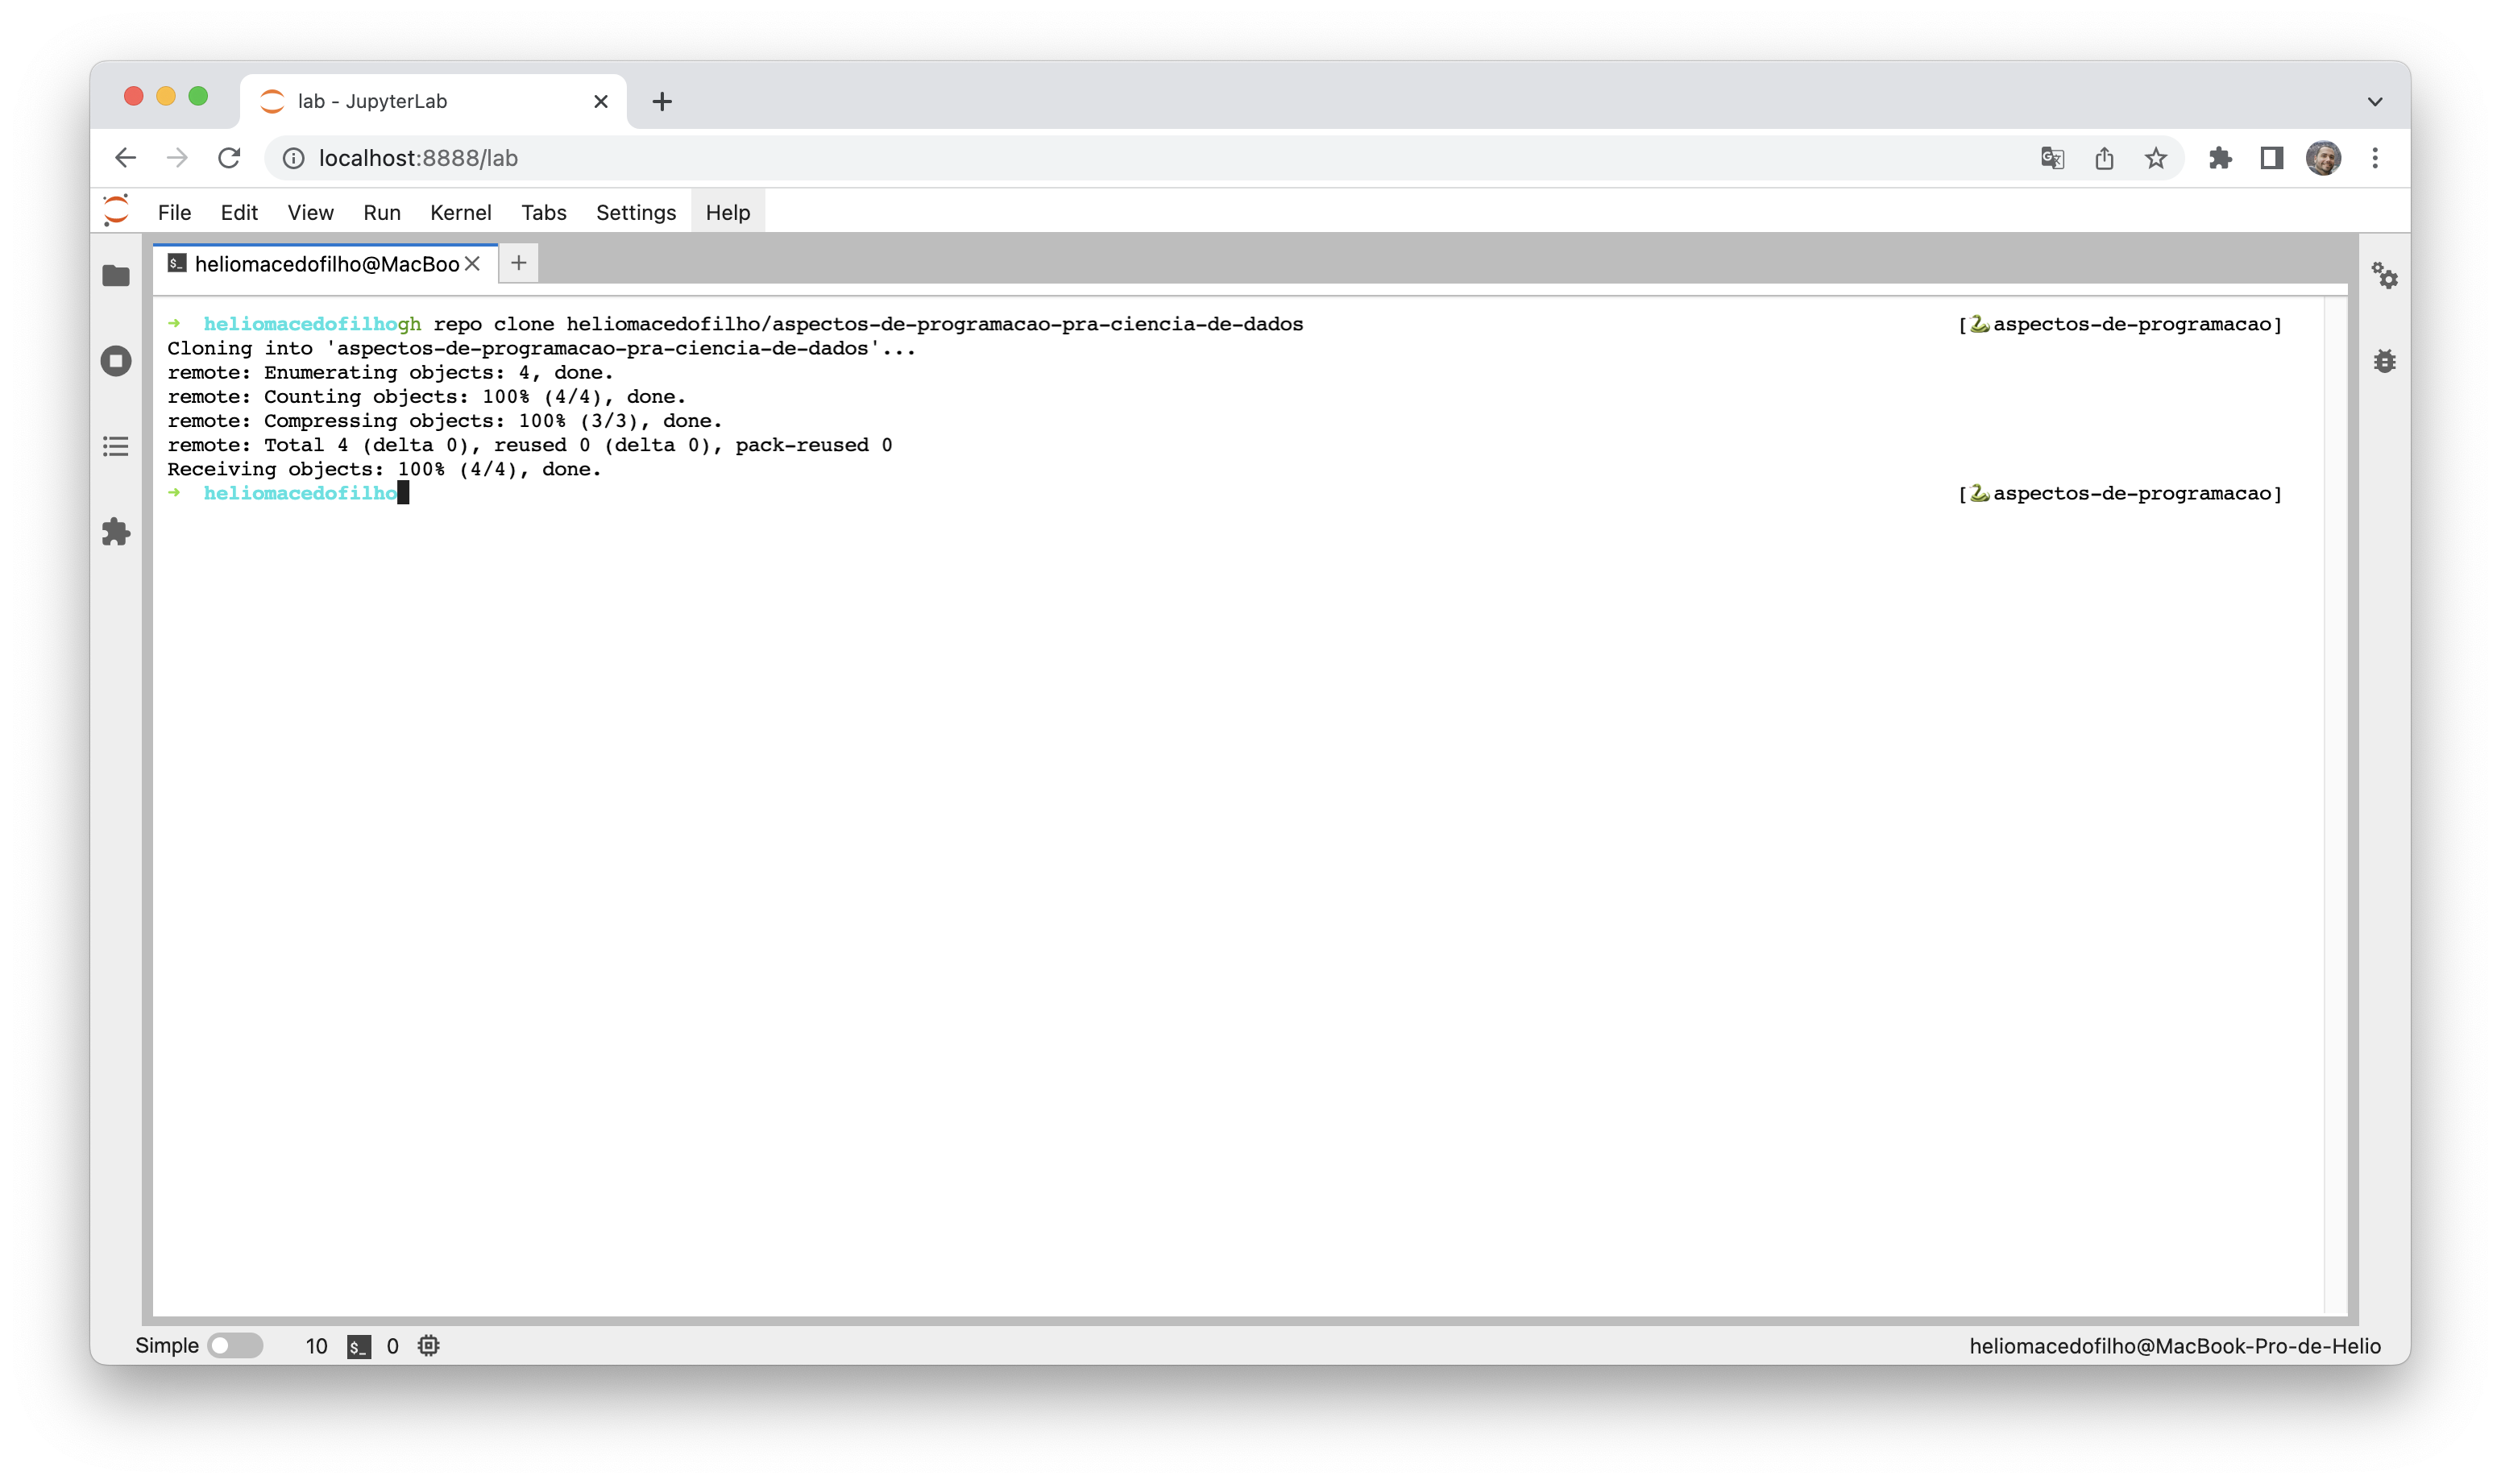 lab - JupyterLab
localhost:8888/lab
File Edit View Run Kernel Tabs Settings Help
$_ heliomacedofilho@MacBoo
➜ heliomacedofilhogh repo clone heliomacedofilho/aspectos-de-programacao-pra-ciencia-de-dados [🐍aspectos-de-programacao]
Cloning into 'aspectos-de-programacao-pra-ciencia-de-dados'...
remote: Enumerating objects: 4, done.
remote: Counting objects: 100% (4/4), done.
remote: Compressing objects: 100% (3/3), done.
remote: Total 4 (delta 0), reused 0 (delta 0), pack-reused 0
Receiving objects: 100% (4/4), done.
➜ heliomacedofilho [🐍aspectos-de-programacao]
Simple 10 $_ 0 heliomacedofilho@MacBook-Pro-de-Helio